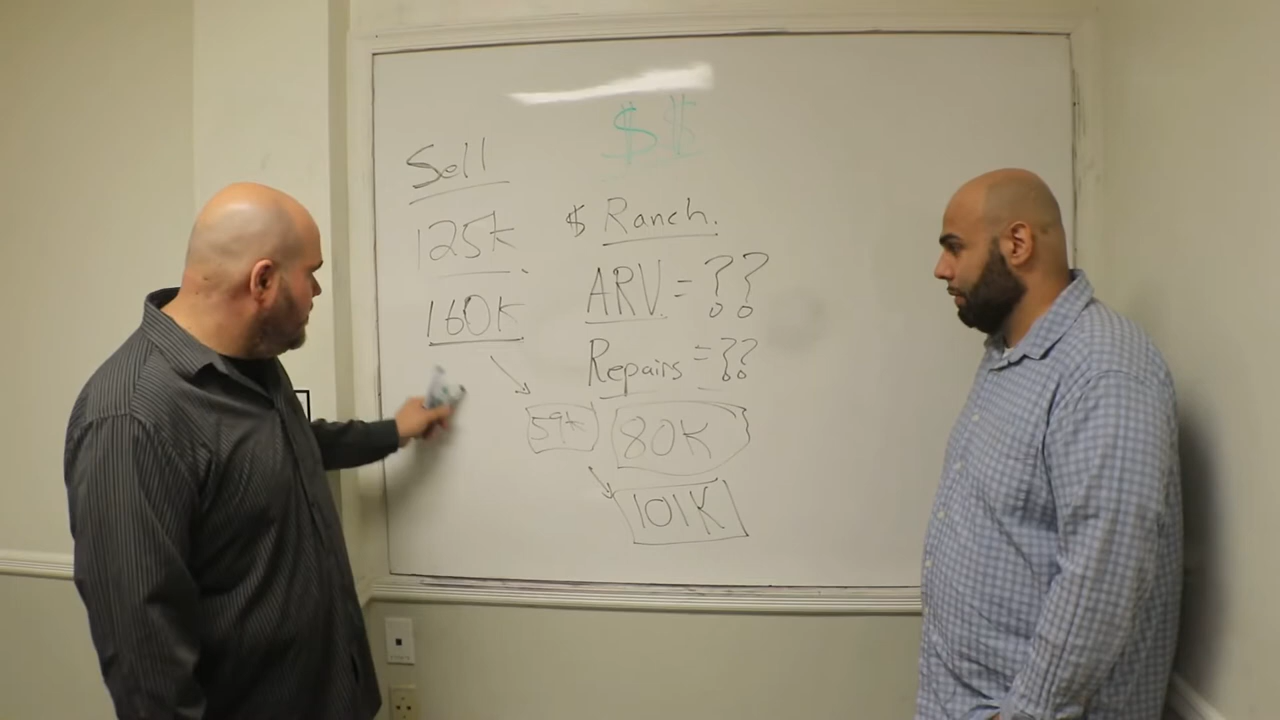 $$
Sell
125k
160k
$ Ranch.
ARV. = ??
Repairs = ??
59k
80K
101K